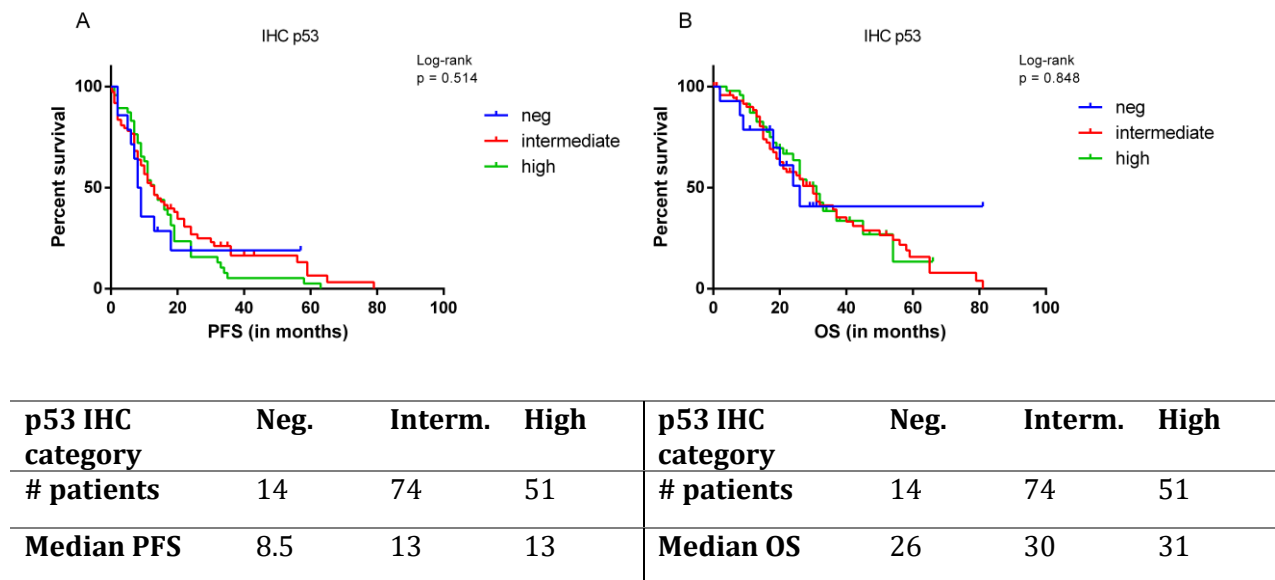 A
IHC p53
Log-rank
p = 0.514
neg
intermediate
high
Percent survival
100
50
0
0 20 40 60 80 100
PFS (in months)
B
IHC p53
Log-rank
p = 0.848
neg
intermediate
high
Percent survival
100
50
0
0 20 40 60 80 100
OS (in months)
p53 IHC category Neg. Interm. High p53 IHC category Neg. Interm. High
# patients 14 74 51 # patients 14 74 51
Median PFS 8.5 13 13 Median OS 26 30 31